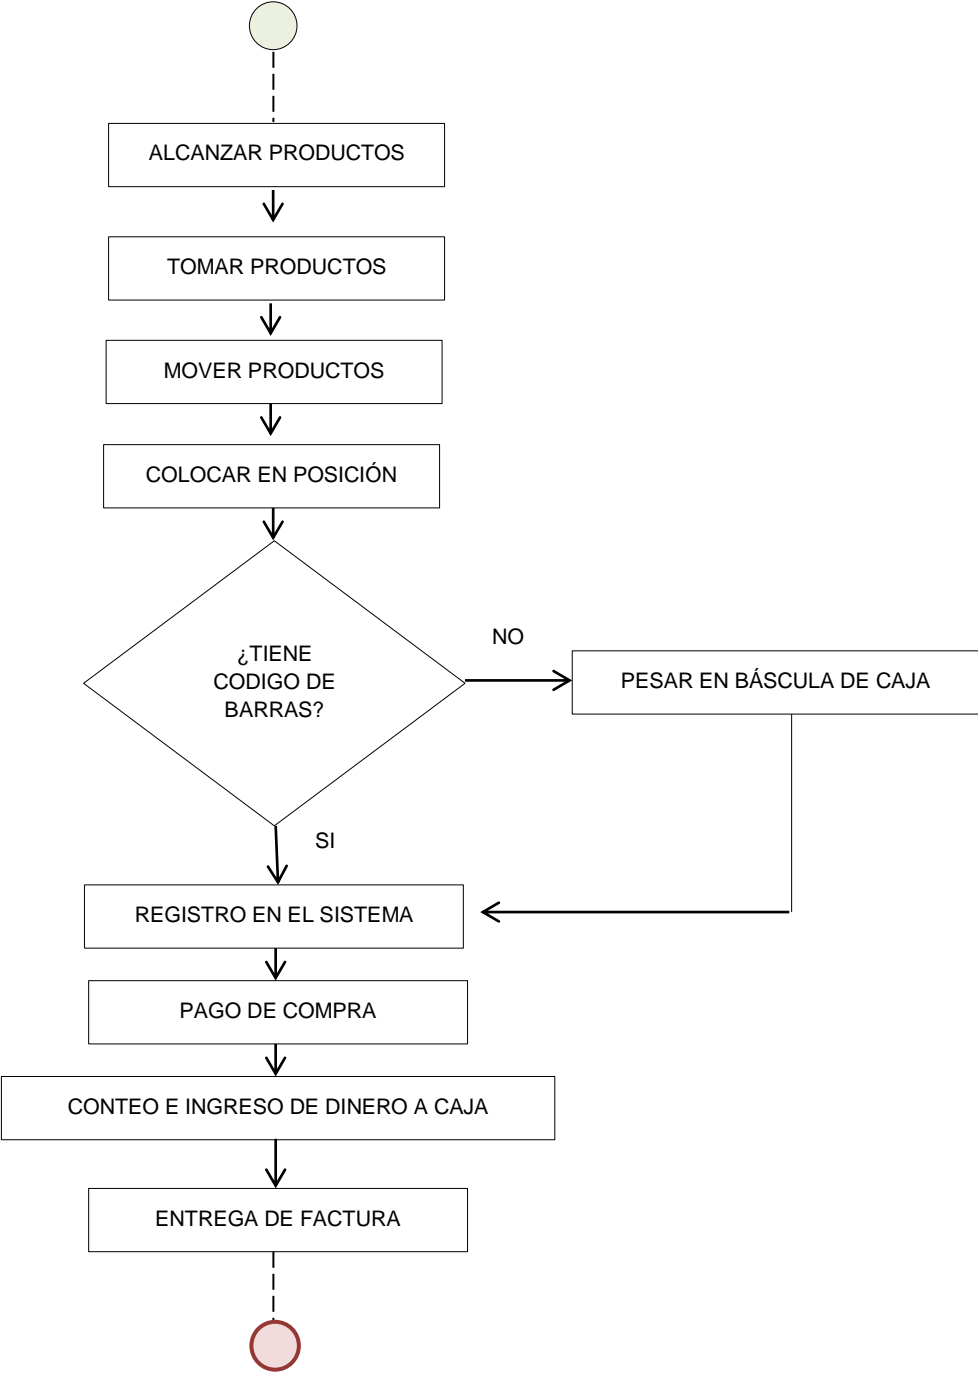 ALCANZAR PRODUCTOS
TOMAR PRODUCTOS
MOVER PRODUCTOS
COLOCAR EN POSICIÓN
¿TIENE
CODIGO DE
BARRAS?
NO
PESAR EN BÁSCULA DE CAJA
SI
REGISTRO EN EL SISTEMA
PAGO DE COMPRA
CONTEO E INGRESO DE DINERO A CAJA
ENTREGA DE FACTURA